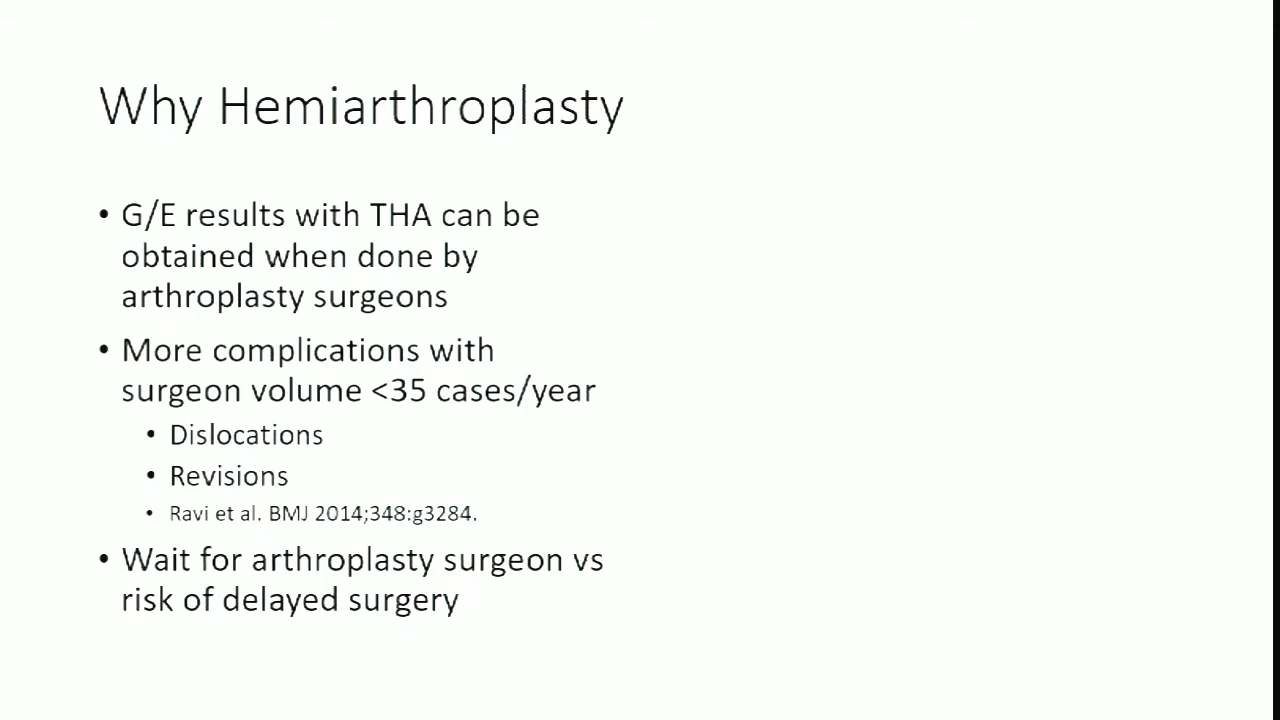 Why Hemiarthroplasty
• G/E results with THA can be
obtained when done by
arthroplasty surgeons
• More complications with
surgeon volume <35 cases/year
• Dislocations
• Revisions
• Ravi et al. BMJ 2014;348:g3284.
• Wait for arthroplasty surgeon vs
risk of delayed surgery